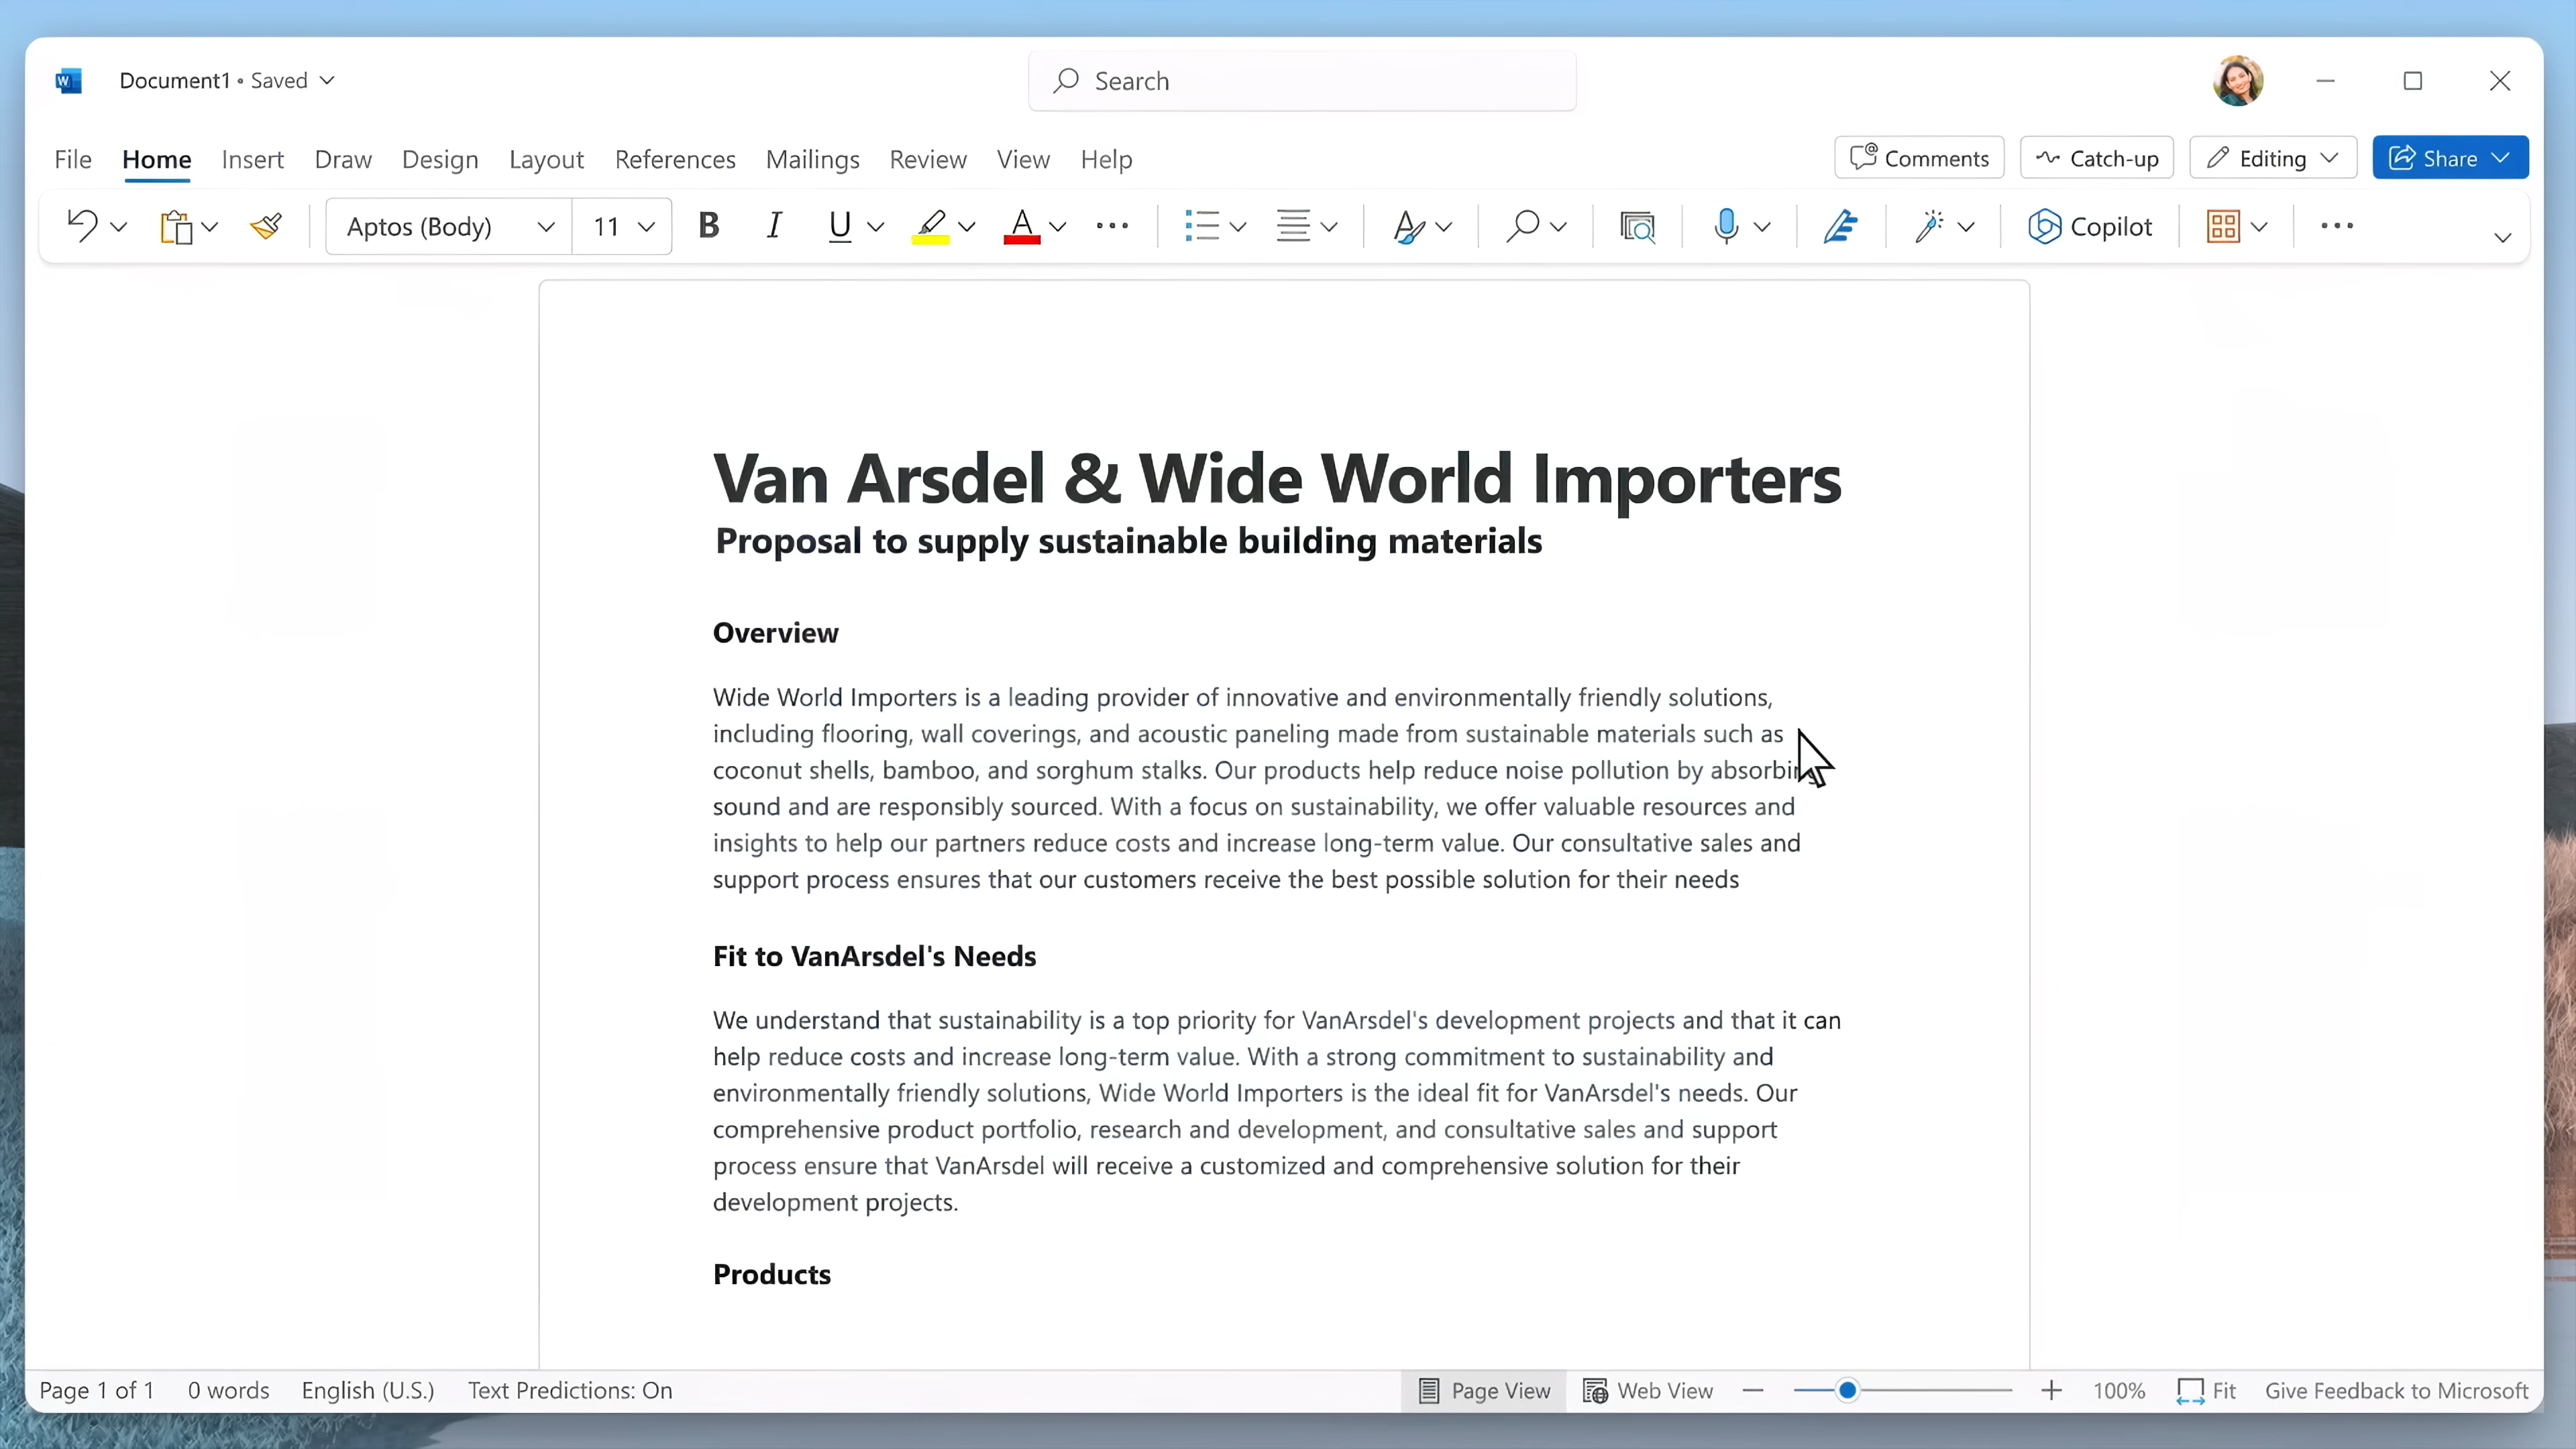 Document1 • Saved
Search
File Home Insert Draw Design Layout References Mailings Review View Help
Comments Catch-up Editing Share
Aptos (Body) 11 B I U A Copilot
Van Arsdel & Wide World Importers
Proposal to supply sustainable building materials
Overview
Wide World Importers is a leading provider of innovative and environmentally friendly solutions,
including flooring, wall coverings, and acoustic paneling made from sustainable materials such as
coconut shells, bamboo, and sorghum stalks. Our products help reduce noise pollution by absorbing
sound and are responsibly sourced. With a focus on sustainability, we offer valuable resources and
insights to help our partners reduce costs and increase long-term value. Our consultative sales and
support process ensures that our customers receive the best possible solution for their needs
Fit to VanArsdel's Needs
We understand that sustainability is a top priority for VanArsdel's development projects and that it can
help reduce costs and increase long-term value. With a strong commitment to sustainability and
environmentally friendly solutions, Wide World Importers is the ideal fit for VanArsdel's needs. Our
comprehensive product portfolio, research and development, and consultative sales and support
process ensure that VanArsdel will receive a customized and comprehensive solution for their
development projects.
Products
Page 1 of 1 0 words English (U.S.) Text Predictions: On Page View Web View 100% Fit Give Feedback to Microsoft